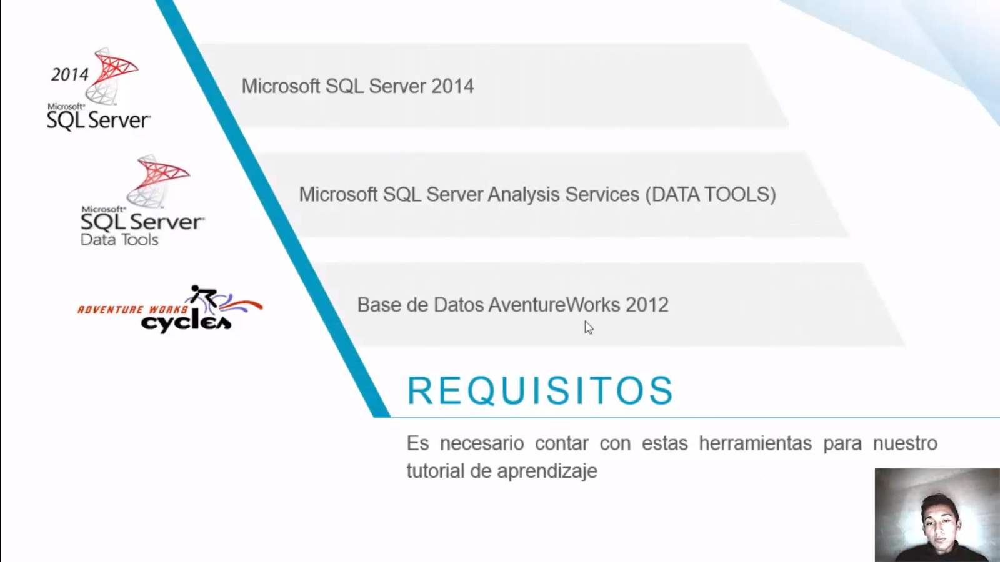 2014
Microsoft®
SQL Server®
Microsoft SQL Server 2014
Microsoft®
SQL Server®
Data Tools
Microsoft SQL Server Analysis Services (DATA TOOLS)
ADVENTURE WORKS
cycles
Base de Datos AventureWorks 2012
REQUISITOS
Es necesario contar con estas herramientas para nuestro
tutorial de aprendizaje